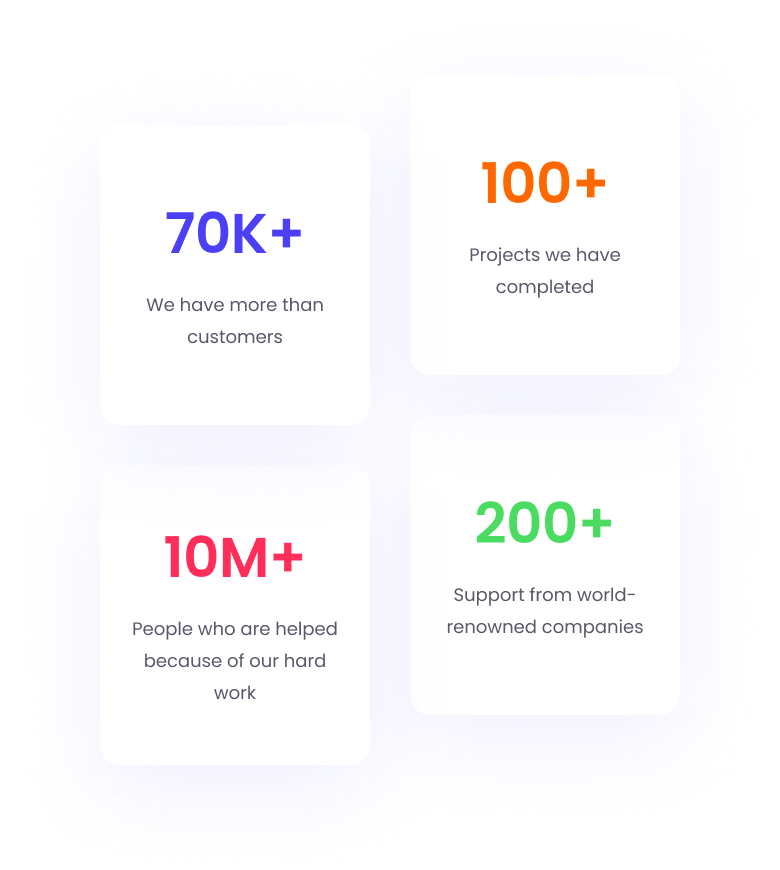 70K+
We have more than
customers
100+
Projects we have
completed
10M+
People who are helped
because of our hard
work
200+
Support from world-
renowned companies